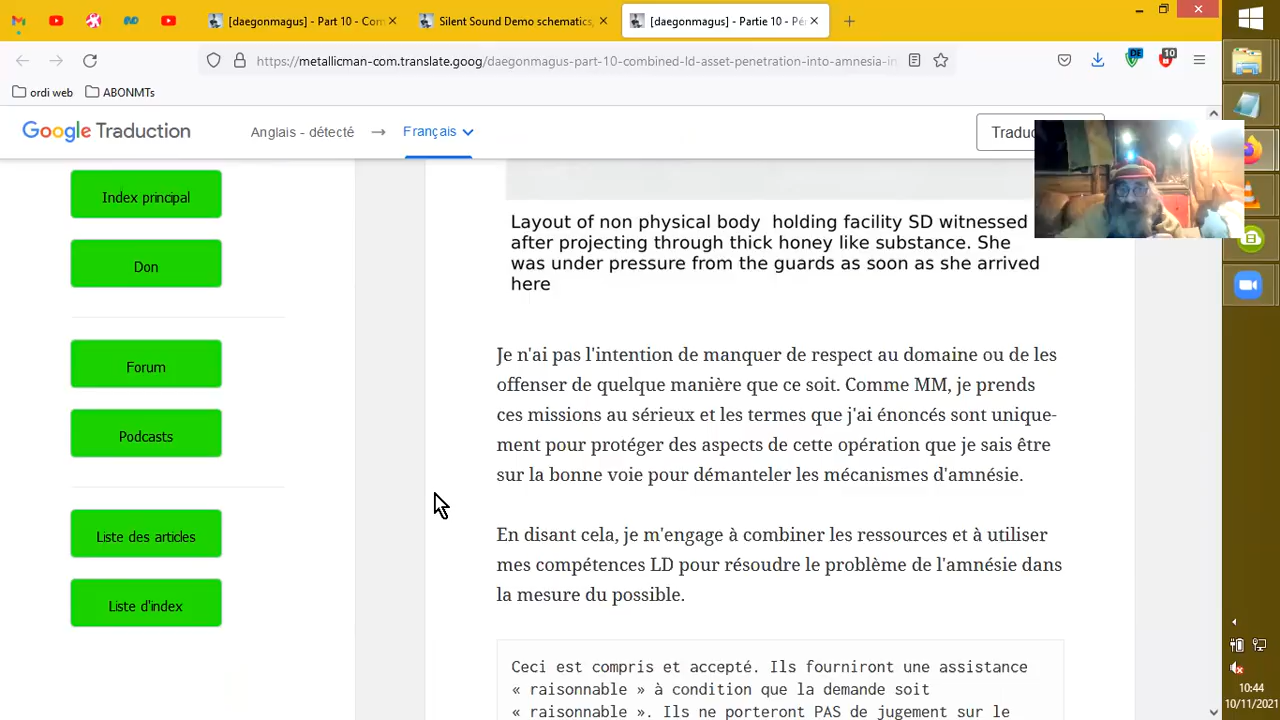 [daegonmagus] - Part 10 - Com
Silent Sound Demo schematics,
[daegonmagus] - Partie 10 - Pé
https://metallicman-com.translate.goog/daegonmagus-part-10-combined-ld-asset-penetration-into-amnesia-in
DE
10
ordi web
ABONMTs
Google Traduction
Anglais - détecté
Français
Traduc
Index principal
Don
Forum
Podcasts
Liste des articles
Liste d'index
Layout of non physical body holding facility SD witnessed
after projecting through thick honey like substance. She
was under pressure from the guards as soon as she arrived
here
Je n'ai pas l'intention de manquer de respect au domaine ou de les
offenser de quelque manière que ce soit. Comme MM, je prends
ces missions au sérieux et les termes que j'ai énoncés sont unique-
ment pour protéger des aspects de cette opération que je sais être
sur la bonne voie pour démanteler les mécanismes d'amnésie.
En disant cela, je m'engage à combiner les ressources et à utiliser
mes compétences LD pour résoudre le problème de l'amnésie dans
la mesure du possible.
Ceci est compris et accepté. Ils fourniront une assistance
« raisonnable » à condition que la demande soit
« raisonnable ». Ils ne porteront PAS de jugement sur le
10:44
10/11/2021